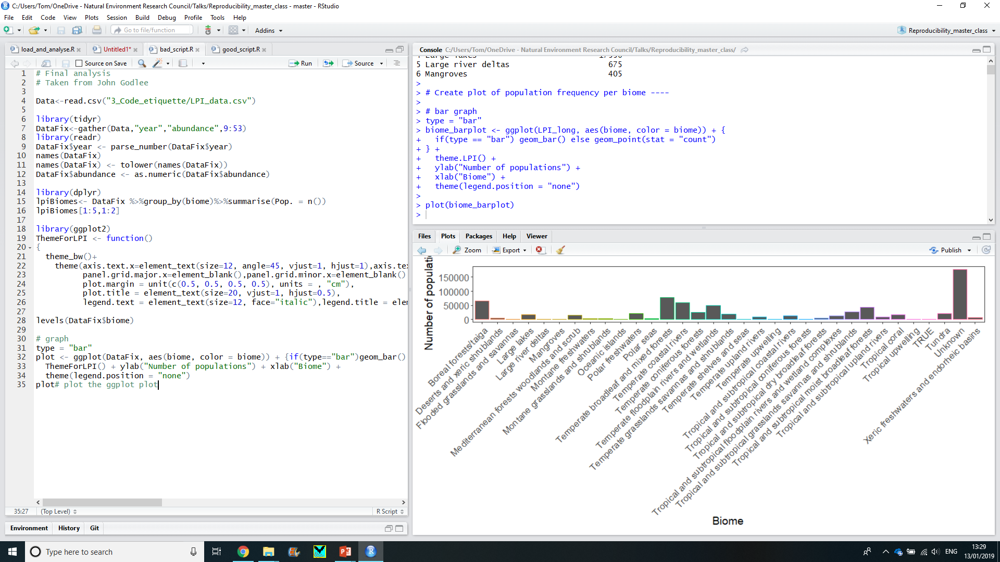 C:/Users/Tom/OneDrive - Natural Environment Research Council/Talks/Reproducibility_master_class - master - RStudio
File Edit Code View Plots Session Build Debug Profile Tools Help
Go to file/function Addins Reproducibility_master_class
load_and_analyse.R Untitled1* bad_script.R good_script.R
Source on Save Run Source
1 # Final analysis
2 # Taken from John Godlee
3
4 Data<-read.csv("3_Code_etiquette/LPI_data.csv")
5
6 library(tidyr)
7 DataFix<-gather(Data,"year","abundance",9:53)
8 library(readr)
9 DataFix$year <- parse_number(DataFix$year)
10 names(DataFix)
11 names(DataFix) <- tolower(names(DataFix))
12 DataFix$abundance <- as.numeric(DataFix$abundance)
13
14 library(dplyr)
15 lpiBiomes<- DataFix %>%group_by(biome)%>%summarise(Pop. = n())
16 lpiBiomes[1:5,1:2]
17
18 library(ggplot2)
19 ThemeForLPI <- function()
20 {
21 theme_bw()+
22 theme(axis.text.x=element_text(size=12, angle=45, vjust=1, hjust=1),axis.te
23 panel.grid.major.x=element_blank(),panel.grid.minor.x=element_blank()
24 plot.margin = unit(c(0.5, 0.5, 0.5, 0.5), units = , "cm"),
25 plot.title = element_text(size=20, vjust=1, hjust=0.5),
26 legend.text = element_text(size=12, face="italic"),legend.title = ele
27
28 levels(DataFix$biome)
29
30 # graph
31 type = "bar"
32 plot <- ggplot(DataFix, aes(biome, color = biome)) + {if(type=="bar")geom_bar()
33 ThemeForLPI() + ylab("Number of populations") + xlab("Biome") +
34 theme(legend.position = "none")
35 plot# plot the ggplot plot
35:27 (Top Level) R Script
Environment History Git
Console C:/Users/Tom/OneDrive - Natural Environment Research Council/Talks/Reproducibility_master_class/
5 Large river deltas 675
6 Mangroves 405
>
> # Create plot of population frequency per biome ----
>
> # bar graph
> type = "bar"
> biome_barplot <- ggplot(LPI_long, aes(biome, color = biome)) + {
+ if(type == "bar") geom_bar() else geom_point(stat = "count")
+ } +
+ theme.LPI() +
+ ylab("Number of populations") +
+ xlab("Biome") +
+ theme(legend.position = "none")
>
> plot(biome_barplot)
>
Files Plots Packages Help Viewer
Zoom Export Publish
Number of populati
150000
100000
50000
0
Boreal forests/taiga
Deserts and xeric shrublands
Flooded grasslands and savannas
Large lakes
Large river deltas
Mangroves
Mediterranean forests woodlands and scrub
Montane freshwaters
Montane grasslands and shrublands
Oceanic islands
Polar freshwaters
Polar seas
Temperate broadleaf and mixed forests
Temperate coastal rivers
Temperate coniferous forests
Temperate floodplain rivers and wetlands
Temperate grasslands savannas and shrublands
Temperate shelves and seas
Temperate upland rivers
Temperate upwelling
Tropical and subtropical coastal rivers
Tropical and subtropical coniferous forests
Tropical and subtropical dry broadleaf forests
Tropical and subtropical floodplain rivers and wetland complexes
Tropical and subtropical grasslands savannas and shrublands
Tropical and subtropical moist broadleaf forests
Tropical and subtropical upland rivers
Tropical coral
Tropical upwelling
TRUE
Tundra
Unknown
Xeric freshwaters and endorheic basins
Biome
Type here to search
ENG
13:29
13/01/2019